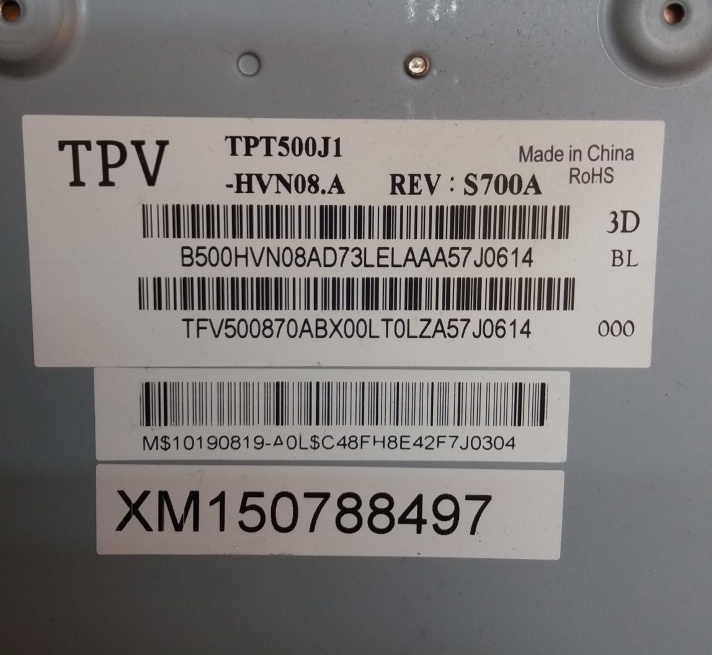 TPV
TPT500J1
-HVN08.A REV : S700A
Made in China
RoHS
B500HVN08AD73LELAAA57J0614
3D
BL
TFV500870ABX00LT0LZA57J0614
000
M$10190819-A0L$C48FH8E42F7J0304
XM150788497